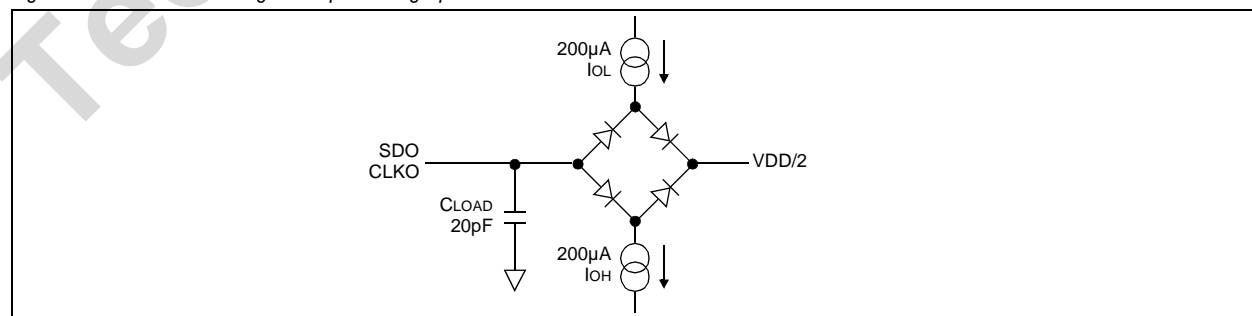 200µA
IOL
SDO
CLKO
VDD/2
CLOAD
20pF
200µA
IOH